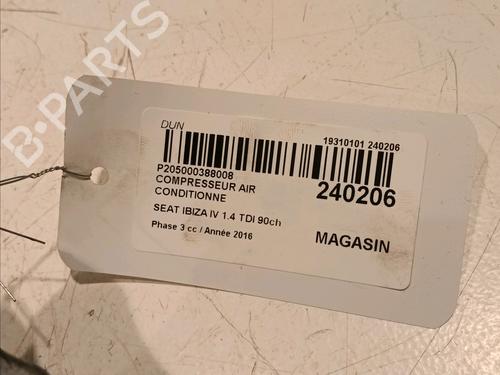 B-PARTS
DUN
19310101 240206
P205000388008
COMPRESSEUR AIR
CONDITIONNE
240206
SEAT IBIZA IV 1.4 TDI 90ch
Phase 3 cc / Année 2016
MAGASIN